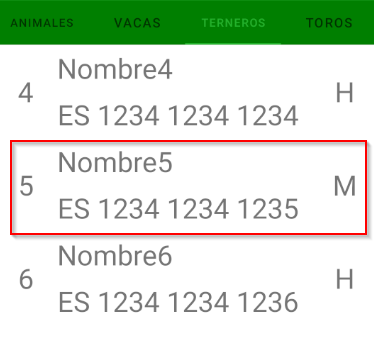 ANIMALES VACAS TERNEROS TOROS
Nombre4
4 H
ES 1234 1234 1234
Nombre5
5 M
ES 1234 1234 1235
Nombre6
6 H
ES 1234 1234 1236